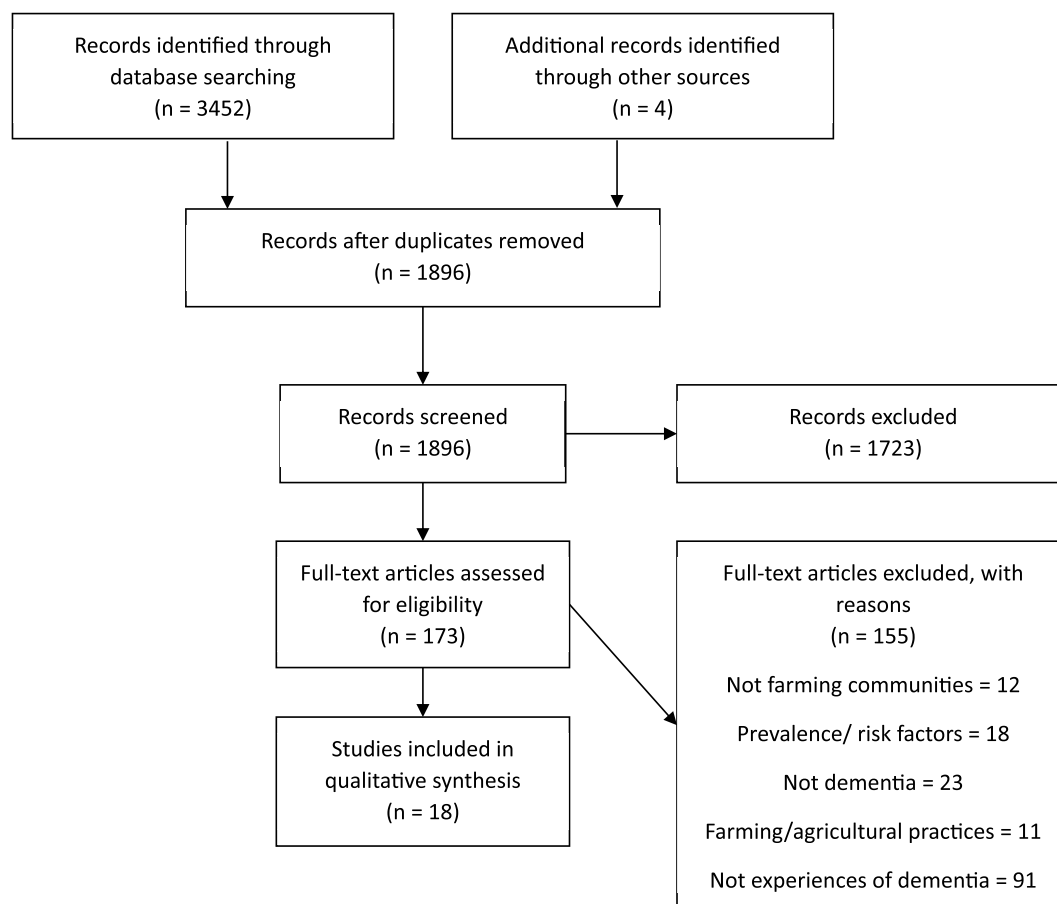 Records identified through
database searching
(n = 3452)
Additional records identified
through other sources
(n = 4)
Records after duplicates removed
(n = 1896)
Records screened
(n = 1896)
Records excluded
(n = 1723)
Full-text articles assessed
for eligibility
(n = 173)
Full-text articles excluded, with
reasons
(n = 155)
Not farming communities = 12
Prevalence/ risk factors = 18
Not dementia = 23
Farming/agricultural practices = 11
Not experiences of dementia = 91
Studies included in
qualitative synthesis
(n = 18)